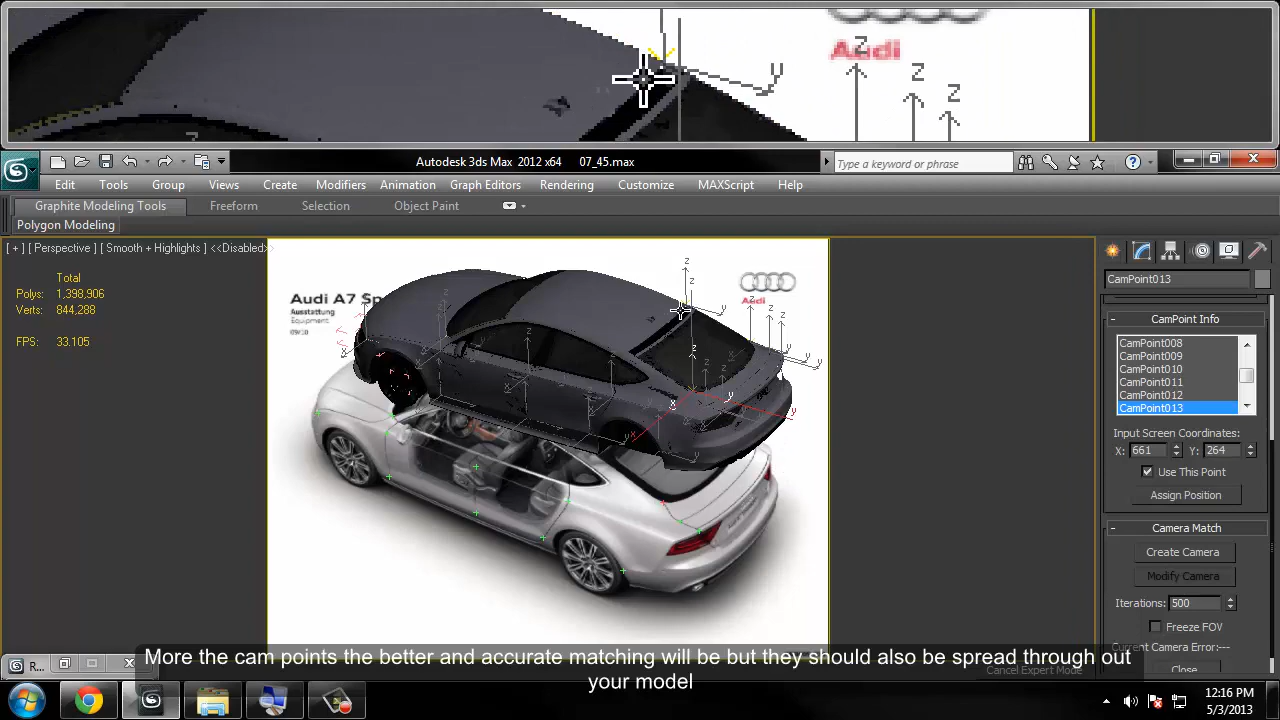 Audi
z
z
z
y
z
Autodesk 3ds Max 2012 x64 07_45.max
Type a keyword or phrase
Edit Tools Group Views Create Modifiers Animation Graph Editors Rendering Customize MAXScript Help
Graphite Modeling Tools Freeform Selection Object Paint
Polygon Modeling
[ + ] [ Perspective ] [ Smooth + Highlights ] <<Disabled>>
Total
Polys: 1,398,906
Verts: 844,288
FPS: 33.105
Audi A7 Sp
Ausstattung
Equipment
09/10
Audi
CamPoint013
CamPoint Info
CamPoint008
CamPoint009
CamPoint010
CamPoint011
CamPoint012
CamPoint013
Input Screen Coordinates:
X: 661 Y: 264
Use This Point
Assign Position
Camera Match
Create Camera
Modify Camera
Iterations: 500
Freeze FOV
Current Camera Error:---
Close
R...
More the cam points the better and accurate matching will be but they should also be spread through out
your model
Cancel Expert Mode
12:16 PM
5/3/2013